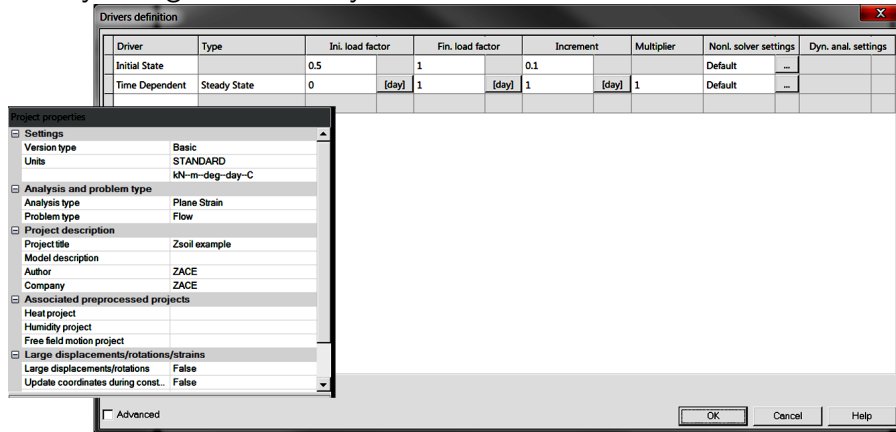 Drivers definition
X
Driver Type Ini. load factor Fin. load factor Increment Multiplier Nonl. solver settings Dyn. anal. settings
Initial State 0.5 1 0.1 Default ...
Time Dependent Steady State 0 [day] 1 [day] 1 [day] 1 Default ...
Project properties
Settings
Version type Basic
Units STANDARD
kN--m--deg--day--C
Analysis and problem type
Analysis type Plane Strain
Problem type Flow
Project description
Project title Zsoil example
Model description
Author ZACE
Company ZACE
Associated preprocessed projects
Heat project
Humidity project
Free field motion project
Large displacements/rotations/strains
Large displacements/rotations False
Update coordinates during const... False
Advanced
OK Cancel Help